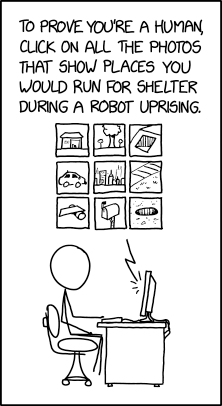 TO PROVE YOU'RE A HUMAN,
CLICK ON ALL THE PHOTOS
THAT SHOW PLACES YOU
WOULD RUN FOR SHELTER
DURING A ROBOT UPRISING.